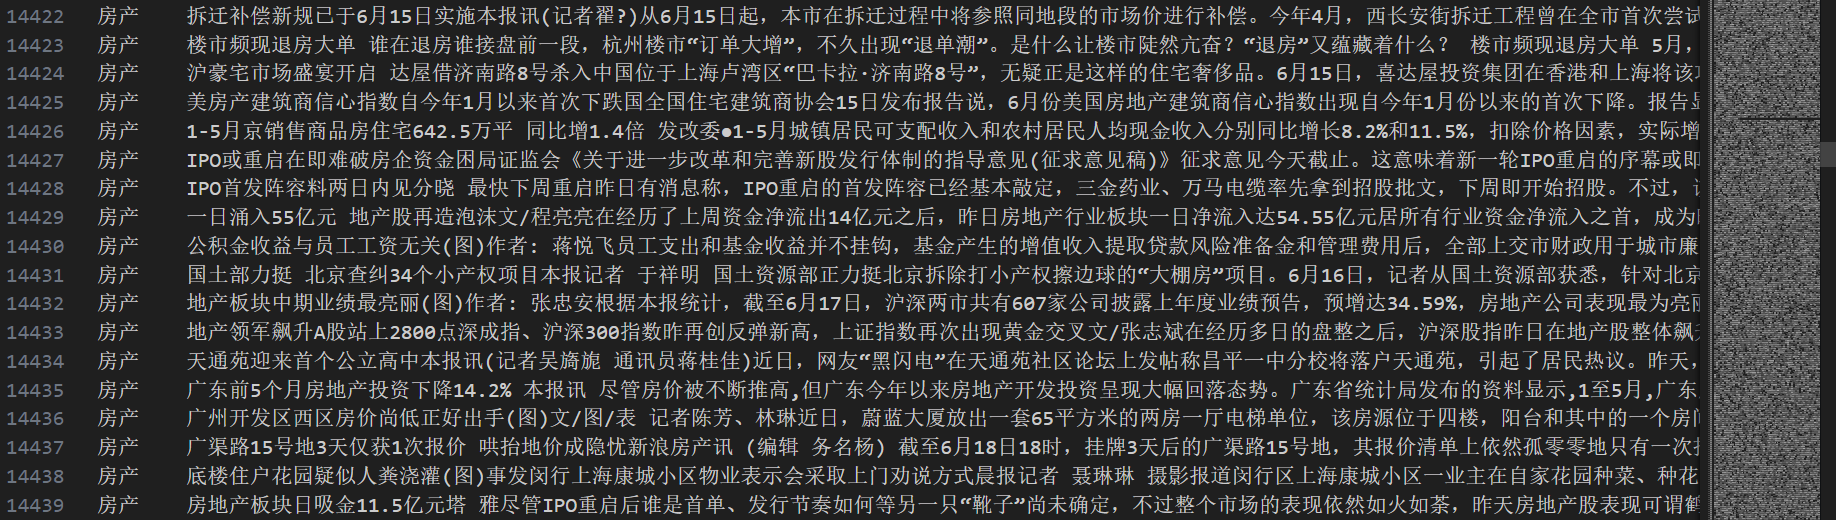 14422 房产 拆迁补偿新规已于6月15日实施本报讯(记者翟?)从6月15日起，本市在拆迁过程中将参照同地段的市场价进行补偿。今年4月，西长安街拆迁工程曾在全市首次尝试
14423 房产 楼市频现退房大单 谁在退房谁接盘前一段，杭州楼市“订单大增”，不久出现“退单潮”。是什么让楼市陡然亢奋？“退房”又蕴藏着什么？ 楼市频现退房大单 5月，
14424 房产 沪豪宅市场盛宴开启 达屋借济南路8号杀入中国位于上海卢湾区“巴卡拉·济南路8号”，无疑正是这样的住宅奢侈品。6月15日，喜达屋投资集团在香港和上海将该项
14425 房产 美房产建筑商信心指数自今年1月以来首次下跌国全国住宅建筑商协会15日发布报告说，6月份美国房地产建筑商信心指数出现自今年1月份以来的首次下降。报告显
14426 房产 1-5月京销售商品房住宅642.5万平 同比增1.4倍 发改委●1-5月城镇居民可支配收入和农村居民人均现金收入分别同比增长8.2%和11.5%，扣除价格因素，实际增
14427 房产 IPO或重启在即难破房企资金困局证监会《关于进一步改革和完善新股发行体制的指导意见(征求意见稿)》征求意见今天截止。这意味着新一轮IPO重启的序幕或即
14428 房产 IPO首发阵容料两日内见分晓 最快下周重启昨日有消息称，IPO重启的首发阵容已经基本敲定，三金药业、万马电缆率先拿到招股批文，下周即开始招股。不过，
14429 房产 一日涌入55亿元 地产股再造泡沫文/程亮亮在经历了上周资金净流出14亿元之后，昨日房地产行业板块一日净流入达54.55亿元居所有行业资金净流入之首，成为
14430 房产 公积金收益与员工工资无关(图)作者: 蒋悦飞员工支出和基金收益并不挂钩，基金产生的增值收入提取贷款风险准备金和管理费用后，全部上交市财政用于城市廉
14431 房产 国土部力挺 北京查纠34个小产权项目本报记者 于祥明 国土资源部正力挺北京拆除打小产权擦边球的“大棚房”项目。6月16日，记者从国土资源部获悉，针对北京
14432 房产 地产板块中期业绩最亮丽(图)作者: 张忠安根据本报统计，截至6月17日，沪深两市共有607家公司披露上年度业绩预告，预增达34.59%，房地产公司表现最为亮丽
14433 房产 地产领军飙升A股站上2800点深成指、沪深300指数昨再创反弹新高，上证指数再次出现黄金交叉文/张志斌在经历多日的盘整之后，沪深股指昨日在地产股整体飙升
14434 房产 天通苑迎来首个公立高中本报讯(记者吴旖旎 通讯员蒋桂佳)近日，网友“黑闪电”在天通苑社区论坛上发帖称昌平一中分校将落户天通苑，引起了居民热议。昨天，
14435 房产 广东前5个月房地产投资下降14.2% 本报讯 尽管房价被不断推高,但广东今年以来房地产开发投资呈现大幅回落态势。广东省统计局发布的资料显示,1至5月,广东
14436 房产 广州开发区西区房价尚低正好出手(图)文/图/表 记者陈芳、林琳近日，蔚蓝大厦放出一套65平方米的两房一厅电梯单位，该房源位于四楼，阳台和其中的一个房间
14437 房产 广渠路15号地3天仅获1次报价 哄抬地价成隐忧新浪房产讯 (编辑 务名杨) 截至6月18日18时，挂牌3天后的广渠路15号地，其报价清单上依然孤零零地只有一次报
14438 房产 底楼住户花园疑似人粪浇灌(图)事发闵行上海康城小区物业表示会采取上门劝说方式晨报记者 聂琳琳 摄影报道闵行区上海康城小区一业主在自家花园种菜、种花
14439 房产 房地产板块日吸金11.5亿元塔 雅尽管IPO重启后谁是首单、发行节奏如何等另一只“靴子”尚未确定，不过整个市场的表现依然如火如荼，昨天房地产股表现可谓鹤